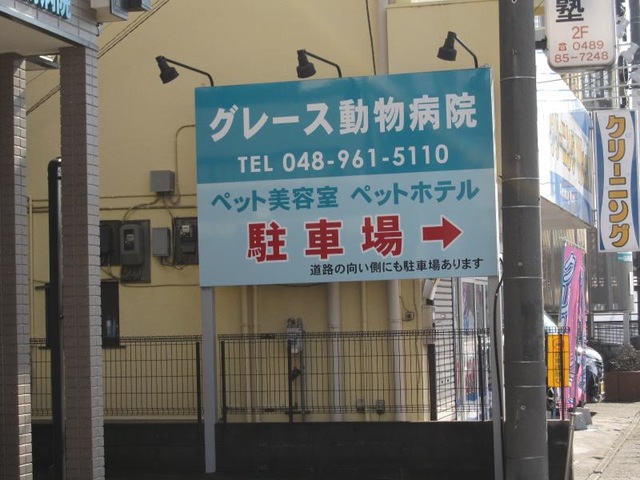 病院
グレース動物病院
TEL 048-961-5110
ペット美容室 ペットホテル
駐車場→
道路の向い側にも駐車場あります
塾
2F
☎0489
85-7248
クリーニング